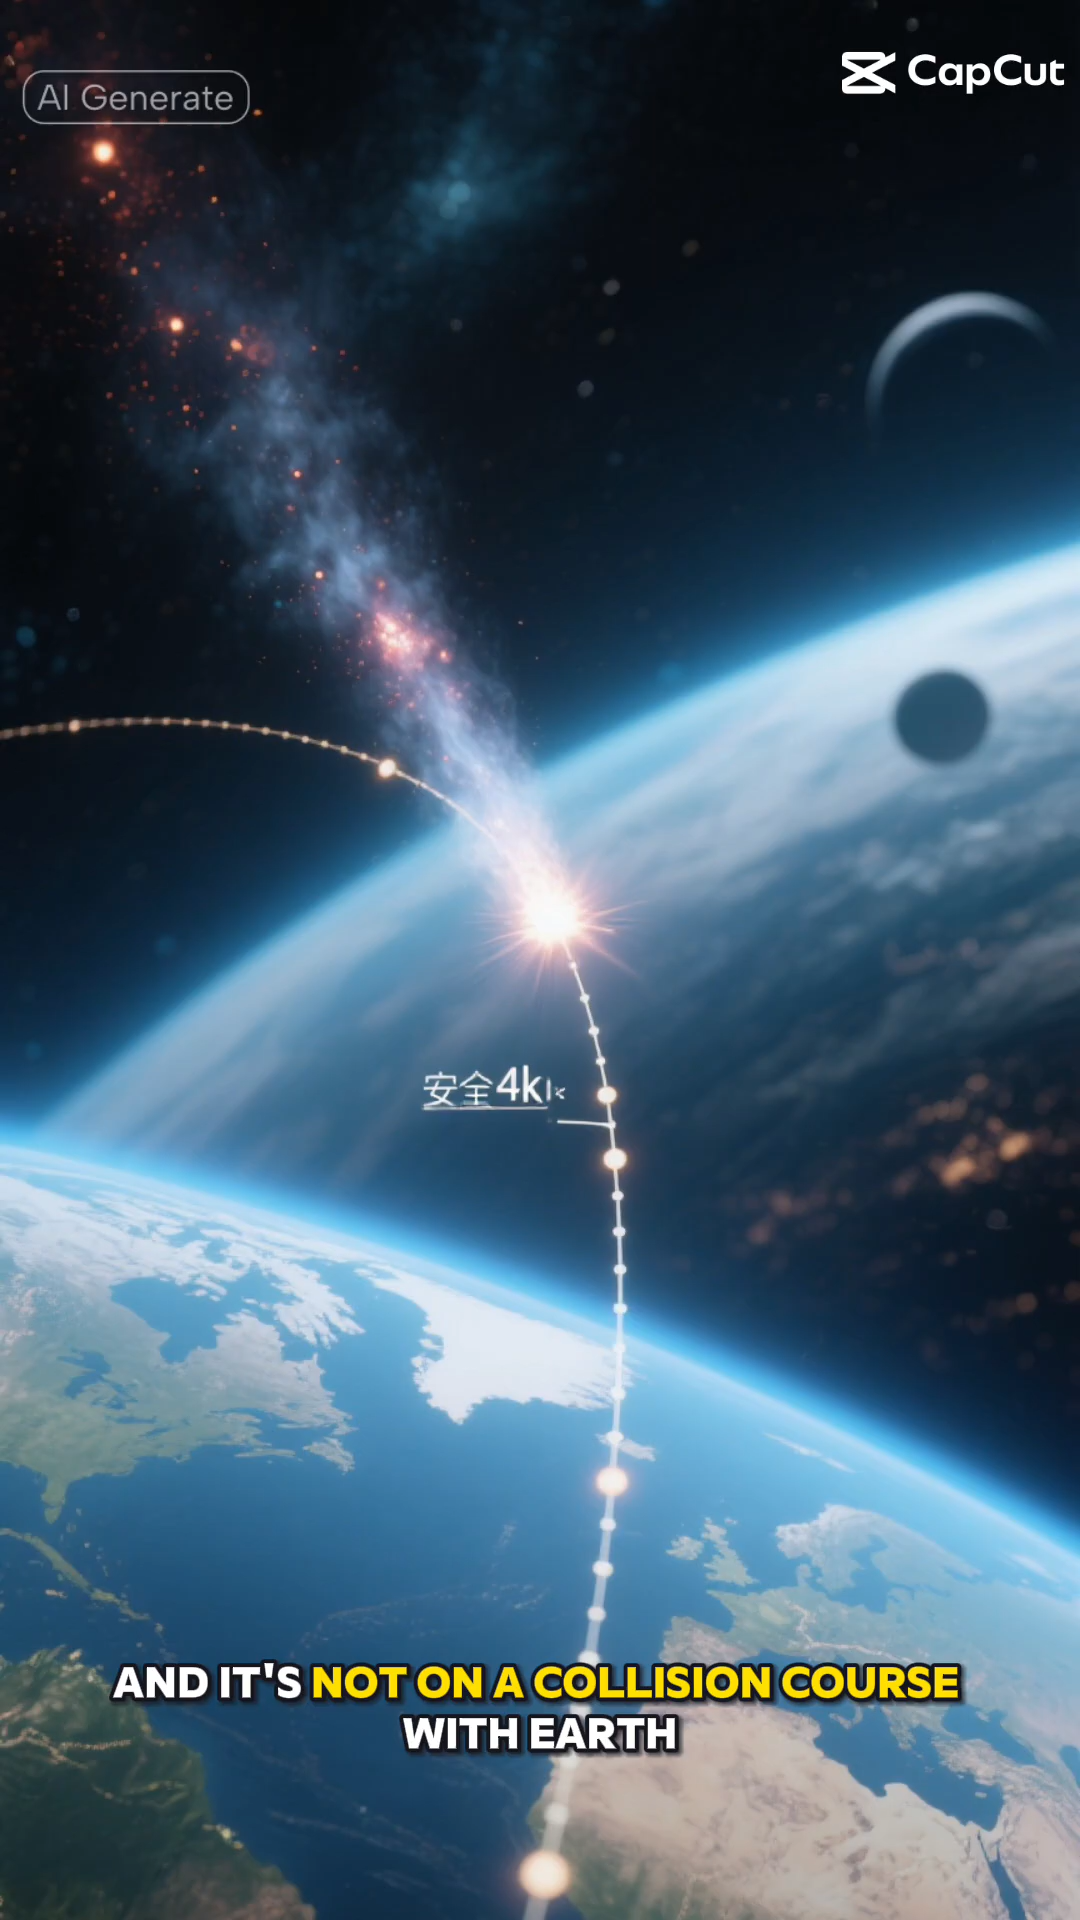 AI Generate
CapCut
安全4k
AND IT'S NOT ON A COLLISION COURSE
WITH EARTH